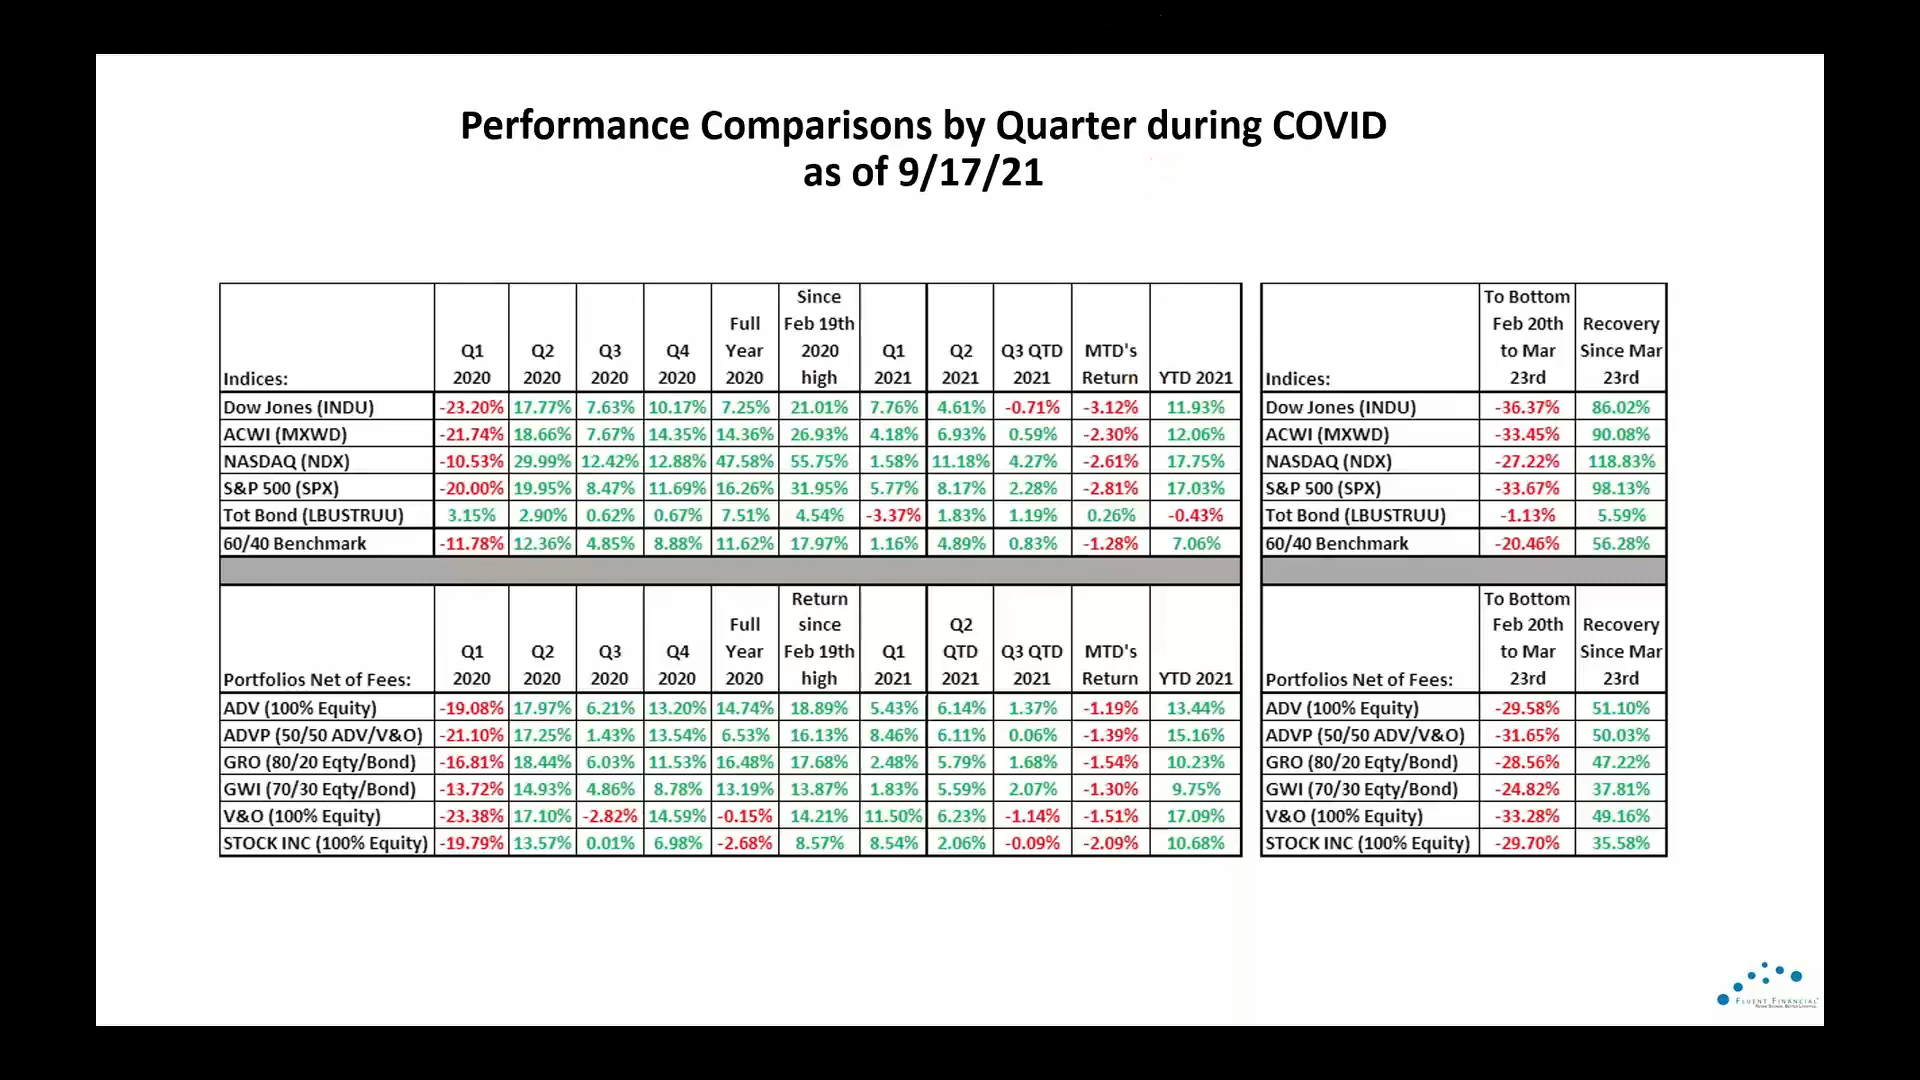 Performance Comparisons by Quarter during COVID
as of 9/17/21
Indices: Q1 2020 Q2 2020 Q3 2020 Q4 2020 Full Year 2020 Since Feb 19th 2020 high Q1 2021 Q2 2021 Q3 QTD 2021 MTD's Return YTD 2021
Dow Jones (INDU) -23.20% 17.77% 7.63% 10.17% 7.25% 21.01% 7.76% 4.61% -0.71% -3.12% 11.93%
ACWI (MXWD) -21.74% 18.66% 7.67% 14.35% 14.36% 26.93% 4.18% 6.93% 0.59% -2.30% 12.06%
NASDAQ (NDX) -10.53% 29.99% 12.42% 12.88% 47.58% 55.75% 1.58% 11.18% 4.27% -2.61% 17.75%
S&P 500 (SPX) -20.00% 19.95% 8.47% 11.69% 16.26% 31.95% 5.77% 8.17% 2.28% -2.81% 17.03%
Tot Bond (LBUSTRUU) 3.15% 2.90% 0.62% 0.67% 7.51% 4.54% -3.37% 1.83% 1.19% 0.26% -0.43%
60/40 Benchmark -11.78% 12.36% 4.85% 8.88% 11.62% 17.97% 1.16% 4.89% 0.83% -1.28% 7.06%
Portfolios Net of Fees: Q1 2020 Q2 2020 Q3 2020 Q4 2020 Full Year 2020 Return since Feb 19th high Q1 2021 Q2 QTD 2021 Q3 QTD 2021 MTD's Return YTD 2021
ADV (100% Equity) -19.08% 17.97% 6.21% 13.20% 14.74% 18.89% 5.43% 6.14% 1.37% -1.19% 13.44%
ADVP (50/50 ADV/V&O) -21.10% 17.25% 1.43% 13.54% 6.53% 16.13% 8.46% 6.11% 0.06% -1.39% 15.16%
GRO (80/20 Eqty/Bond) -16.81% 18.44% 6.03% 11.53% 16.48% 17.68% 2.48% 5.79% 1.68% -1.54% 10.23%
GWI (70/30 Eqty/Bond) -13.72% 14.93% 4.86% 8.78% 13.19% 13.87% 1.83% 5.59% 2.07% -1.30% 9.75%
V&O (100% Equity) -23.38% 17.10% -2.82% 14.59% -0.15% 14.21% 11.50% 6.23% -1.14% -1.51% 17.09%
STOCK INC (100% Equity) -19.79% 13.57% 0.01% 6.98% -2.68% 8.57% 8.54% 2.06% -0.09% -2.09% 10.68%
Indices: To Bottom Feb 20th to Mar 23rd Recovery Since Mar 23rd
Dow Jones (INDU) -36.37% 86.02%
ACWI (MXWD) -33.45% 90.08%
NASDAQ (NDX) -27.22% 118.83%
S&P 500 (SPX) -33.67% 98.13%
Tot Bond (LBUSTRUU) -1.13% 5.59%
60/40 Benchmark -20.46% 56.28%
Portfolios Net of Fees: To Bottom Feb 20th to Mar 23rd Recovery Since Mar 23rd
ADV (100% Equity) -29.58% 51.10%
ADVP (50/50 ADV/V&O) -31.65% 50.03%
GRO (80/20 Eqty/Bond) -28.56% 47.22%
GWI (70/30 Eqty/Bond) -24.82% 37.81%
V&O (100% Equity) -33.28% 49.16%
STOCK INC (100% Equity) -29.70% 35.58%
FLUENT FINANCIAL